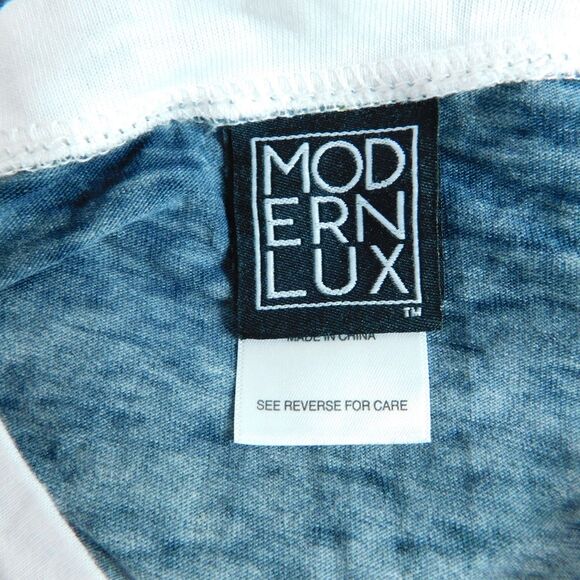 MOD
ERN
LUX
TM
MADE IN CHINA
SEE REVERSE FOR CARE